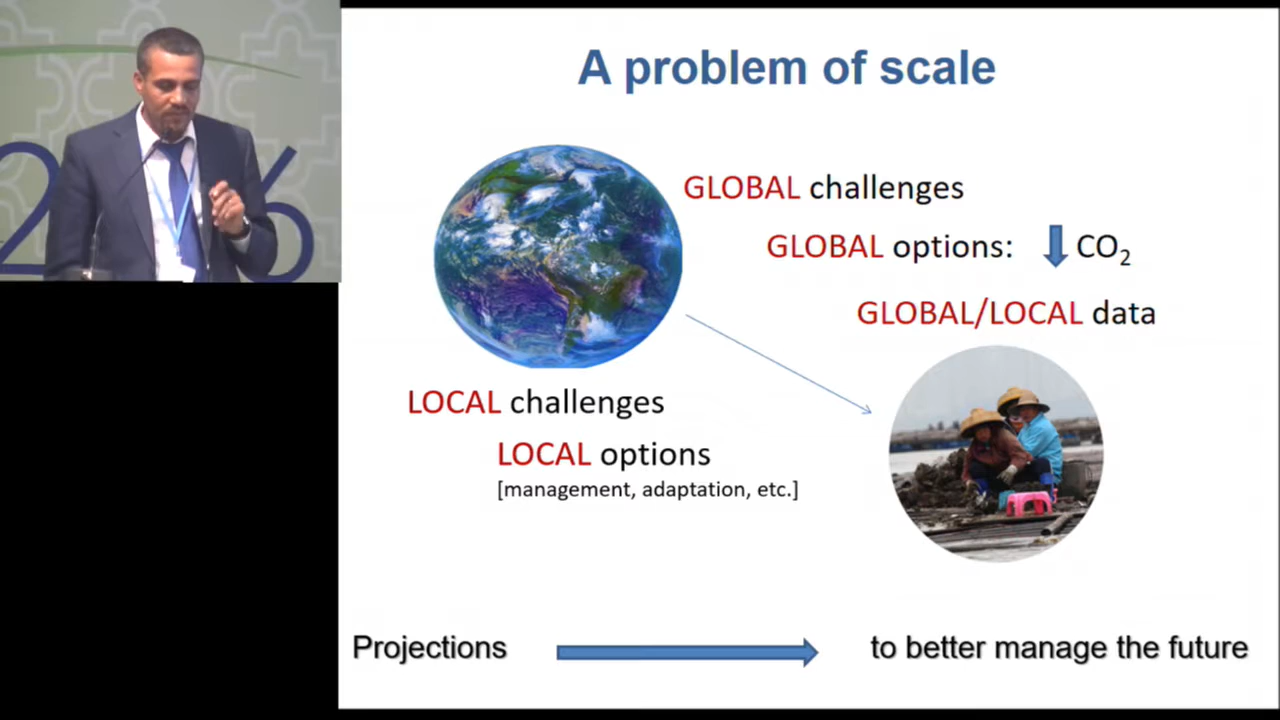 A problem of scale
GLOBAL challenges
GLOBAL options: CO₂
GLOBAL/LOCAL data
LOCAL challenges
LOCAL options
[management, adaptation, etc.]
Projections
to better manage the future